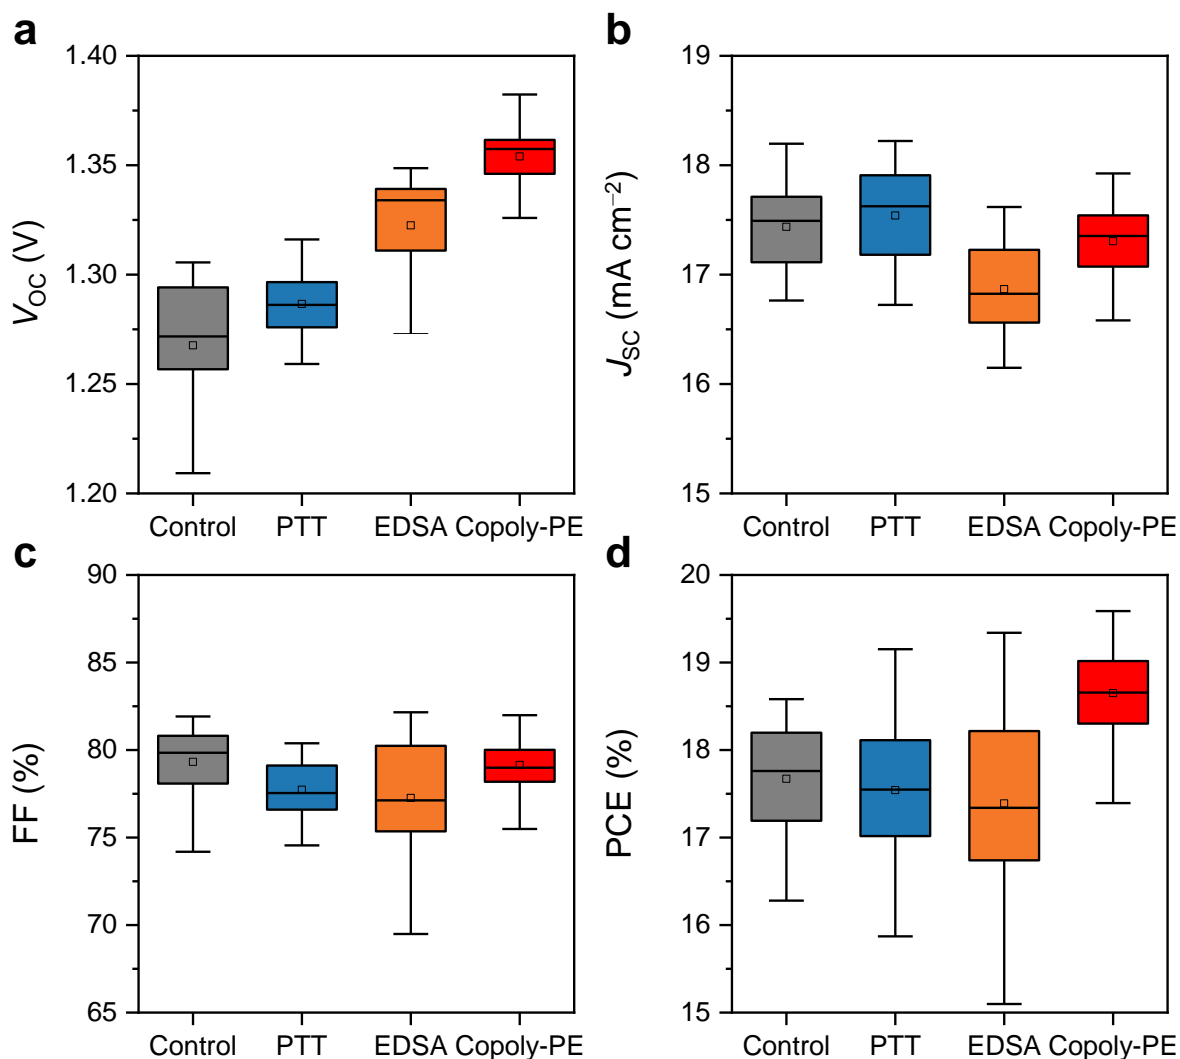 a
1.40
1.35
1.30
1.25
1.20
VOC (V)
Control PTT EDSA Copoly-PE
b
19
18
17
16
15
JSC (mA cm−2)
Control PTT EDSA Copoly-PE
c
90
85
80
75
70
65
FF (%)
Control PTT EDSA Copoly-PE
d
20
19
18
17
16
15
PCE (%)
Control PTT EDSA Copoly-PE